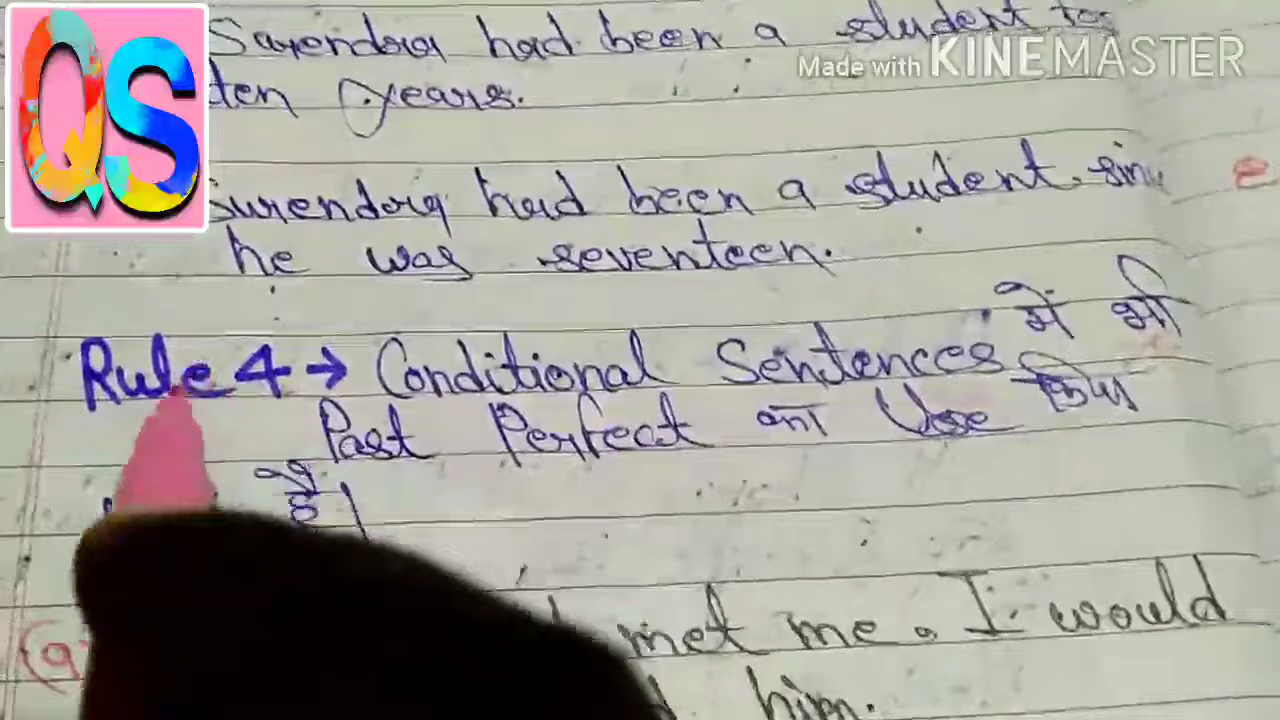 Surendra had been a student for
ten years.
Made with KINEMASTER
QS
Surendra had been a student
he was seventeen.
Rule 4 → Conditional Sentences में भी
Past Perfect का Use किया
है।
met me. I would
him.